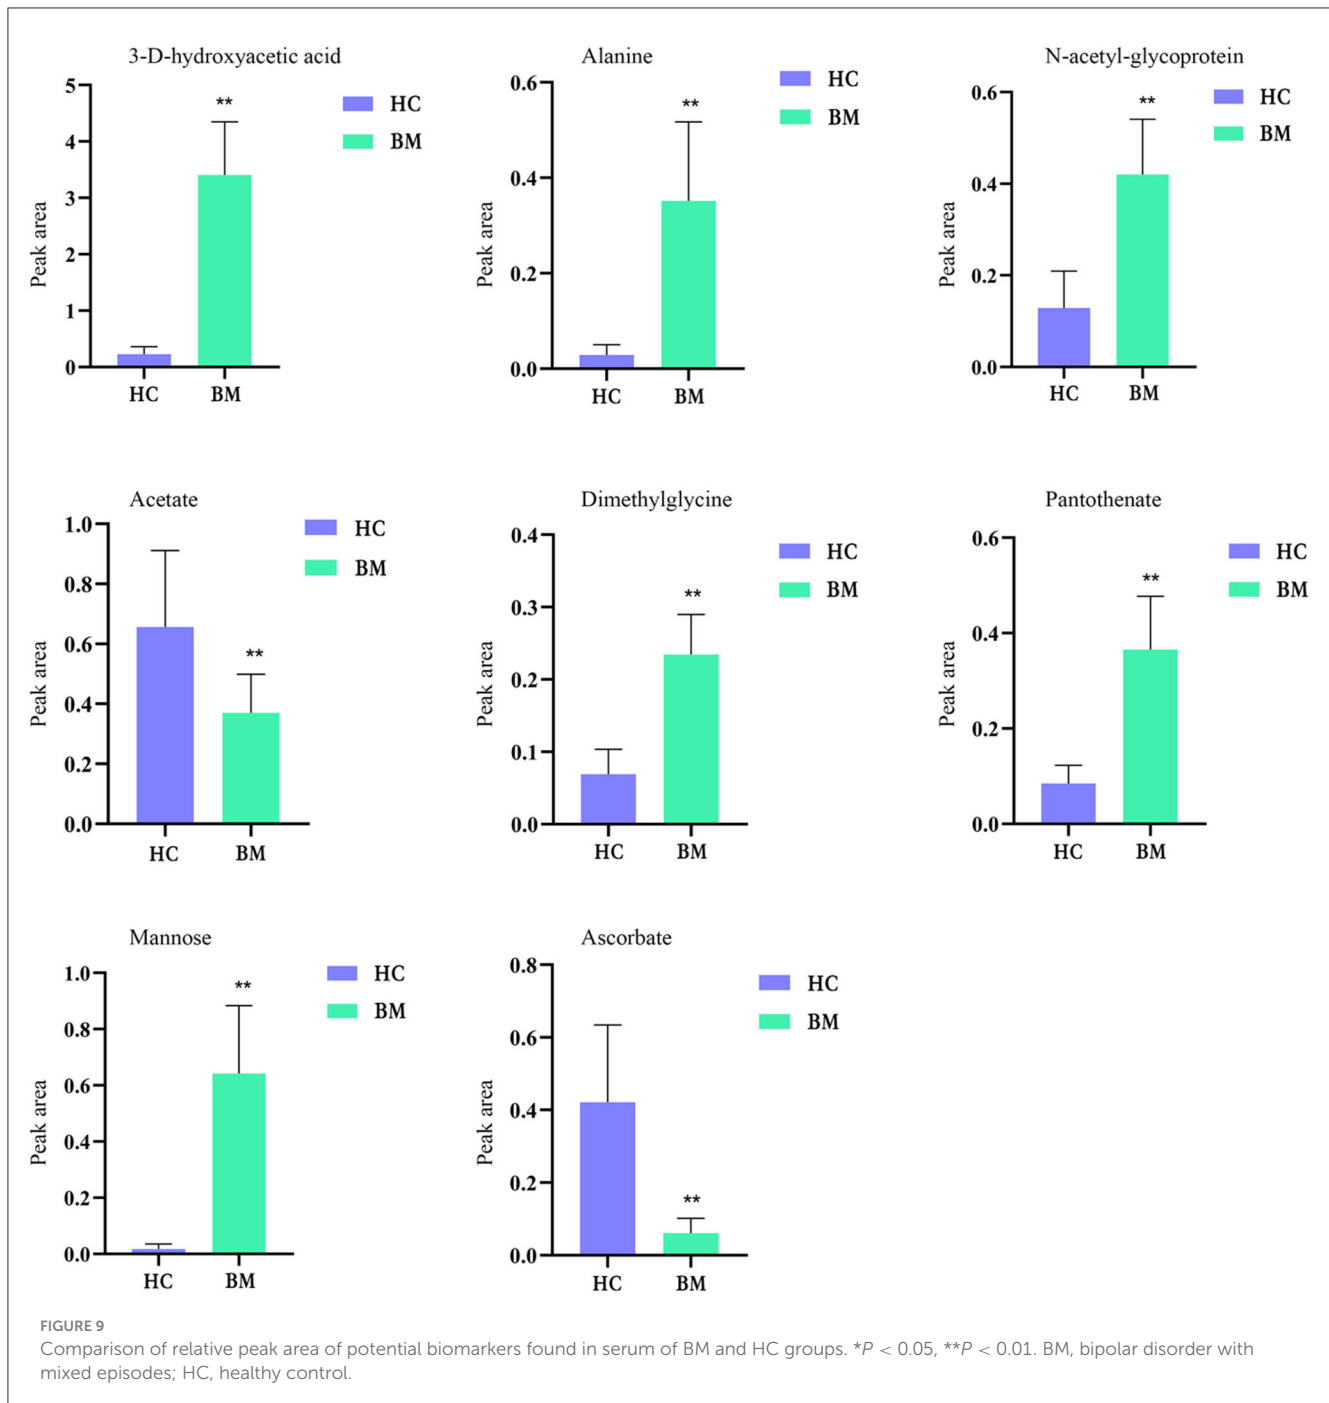 3-D-hydroxyacetic acid
5
4
3
2
1
0
Peak area
**
HC
BM
HC
BM
Alanine
0.6
0.4
0.2
0.0
Peak area
**
HC
BM
HC
BM
N-acetyl-glycoprotein
0.6
0.4
0.2
0.0
Peak area
**
HC
BM
HC
BM
Acetate
1.0
0.8
0.6
0.4
0.2
0.0
Peak area
**
HC
BM
HC
BM
Dimethylglycine
0.4
0.3
0.2
0.1
0.0
Peak area
**
HC
BM
HC
BM
Pantothenate
0.6
0.4
0.2
0.0
Peak area
**
HC
BM
HC
BM
Mannose
1.0
0.8
0.6
0.4
0.2
0.0
Peak area
**
HC
BM
HC
BM
Ascorbate
0.8
0.6
0.4
0.2
0.0
Peak area
**
HC
BM
HC
BM
FIGURE 9
Comparison of relative peak area of potential biomarkers found in serum of BM and HC groups. *P < 0.05, **P < 0.01. BM, bipolar disorder with
mixed episodes; HC, healthy control.